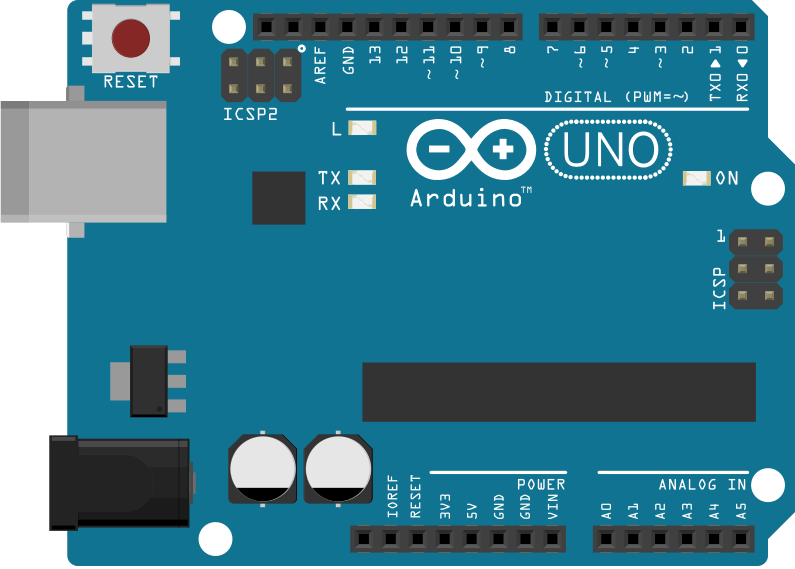 RESET
ICSP2
AREF
GND
13
12
~11
~10
~9
8
7
~6
~5
4
~3
2
TX0▶1
RX0◀0
DIGITAL (PWM=~)
L
TX
RX
Arduino™
UNO
ON
1
ICSP
POWER
ANALOG IN
IOREF
RESET
3V3
5V
GND
GND
VIN
A0
A1
A2
A3
A4
A5